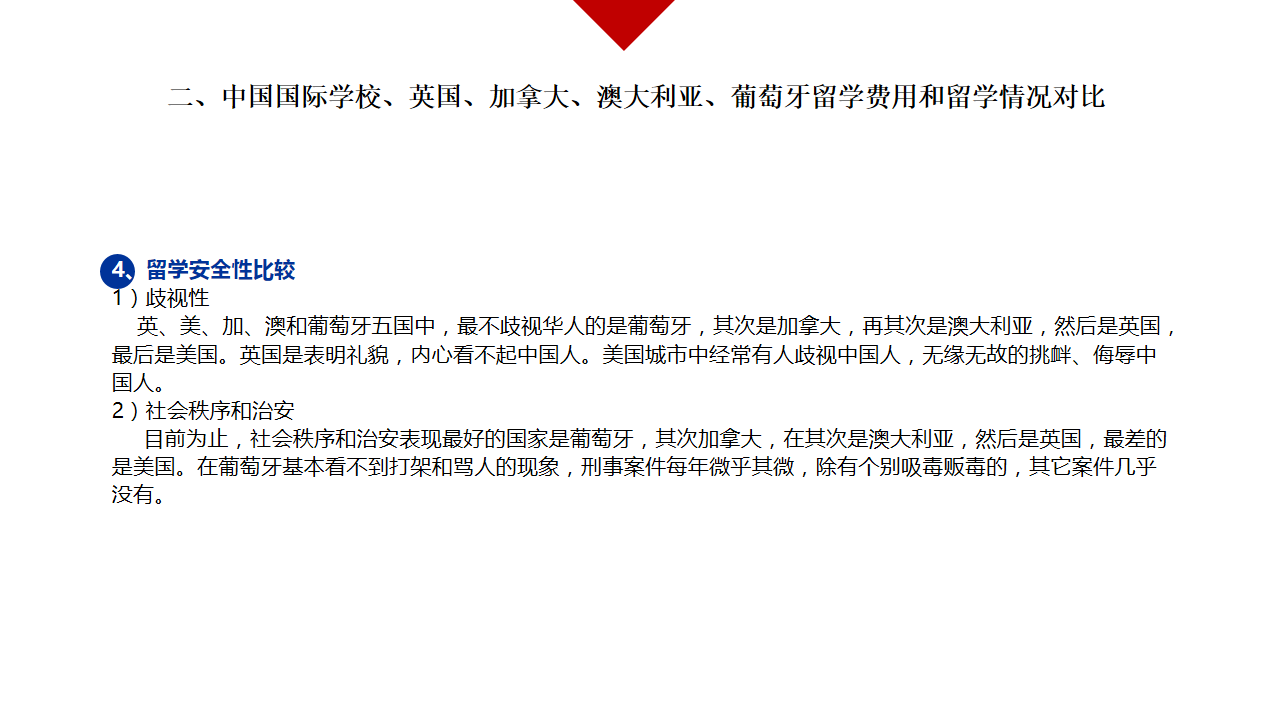 二、中国国际学校、英国、加拿大、澳大利亚、葡萄牙留学费用和留学情况对比
4、留学安全性比较
1）歧视性
英、美、加、澳和葡萄牙五国中，最不歧视华人的是葡萄牙，其次是加拿大，再其次是澳大利亚，然后是英国，
最后是美国。英国是表明礼貌，内心看不起中国人。美国城市中经常有人歧视中国人，无缘无故的挑衅、侮辱中
国人。
2）社会秩序和治安
目前为止，社会秩序和治安表现最好的国家是葡萄牙，其次加拿大，在其次是澳大利亚，然后是英国，最差的
是美国。在葡萄牙基本看不到打架和骂人的现象，刑事案件每年微乎其微，除有个别吸毒贩毒的，其它案件几乎
没有。